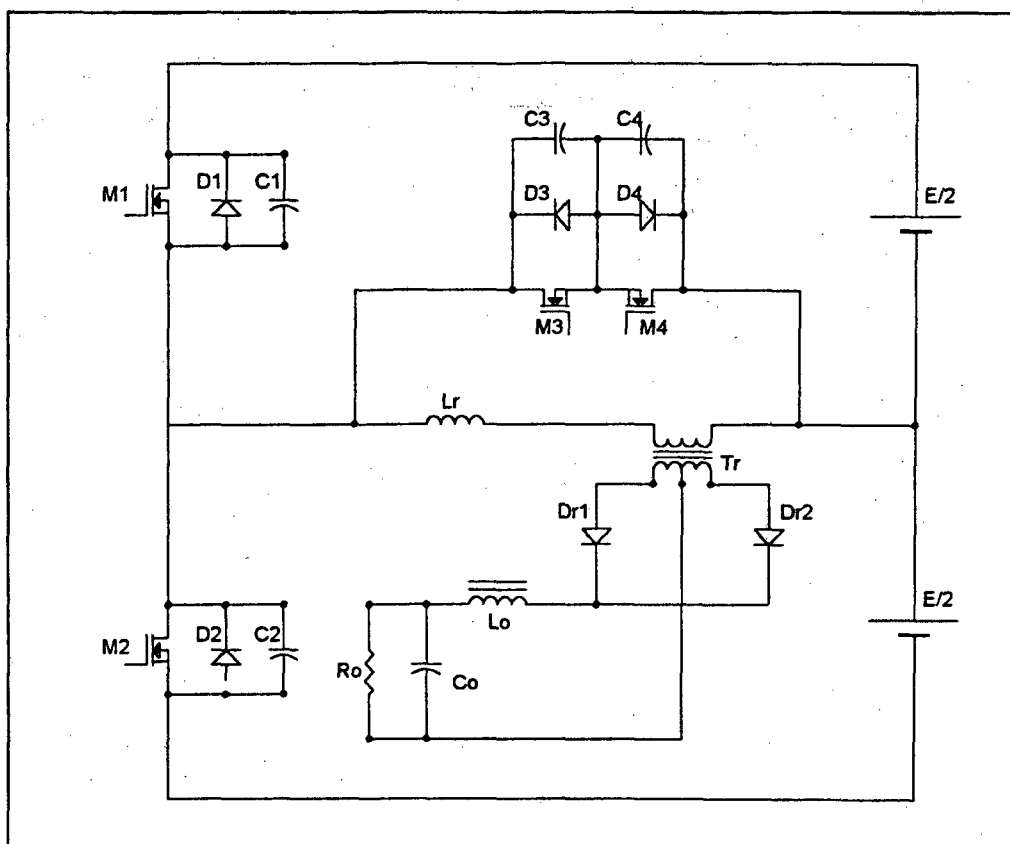 C3 C4
M1 D1 C1
D3 D4
E/2
M3 M4
Lr
Tr
Dr1 Dr2
E/2
M2 D2 C2
Lo
Ro Co